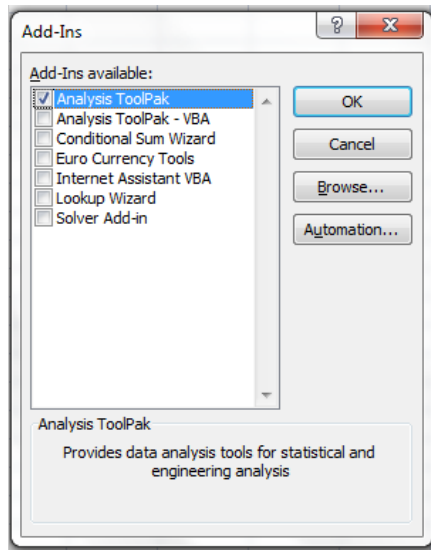 Add-Ins
Add-Ins available:
Analysis ToolPak
Analysis ToolPak - VBA
Conditional Sum Wizard
Euro Currency Tools
Internet Assistant VBA
Lookup Wizard
Solver Add-in
OK
Cancel
Browse...
Automation...
Analysis ToolPak
Provides data analysis tools for statistical and
engineering analysis